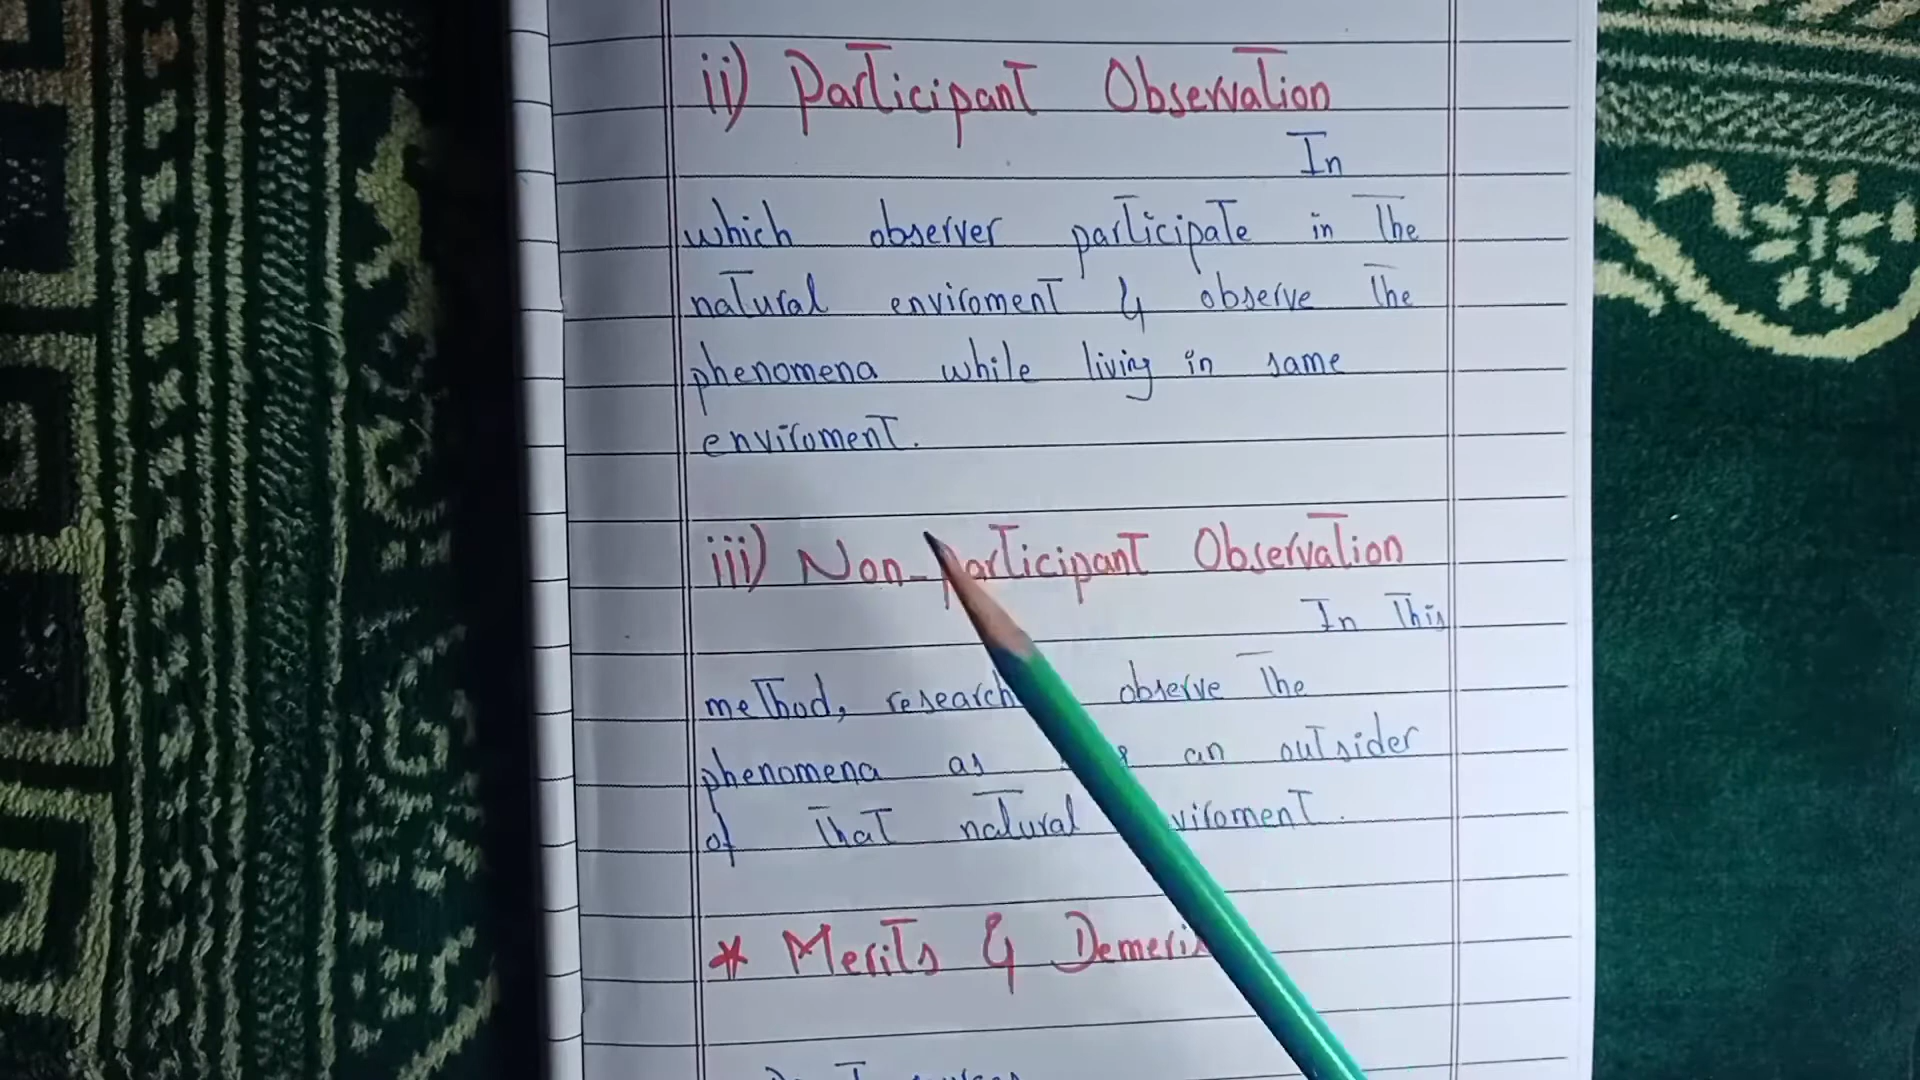 ii) Participant Observation
In
which observer participate in the
natural enviroment & observe the
phenomena while living in same
enviroment.
iii) Non-participant Observation
In This
method, observe the
phenomena as an outsider
of that natural
* Merits &